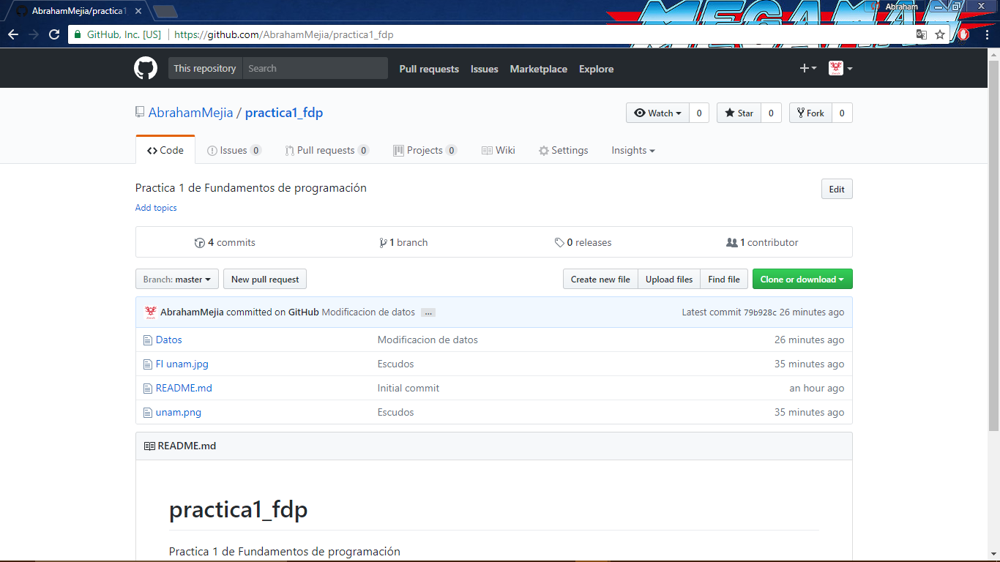 AbrahamMejia/practica1
MEGAMAN
Abraham
GitHub, Inc. [US] https://github.com/AbrahamMejia/practica1_fdp
This repository Search Pull requests Issues Marketplace Explore
AbrahamMejia / practica1_fdp
Watch 0 Star 0 Fork 0
Code Issues 0 Pull requests 0 Projects 0 Wiki Settings Insights
Practica 1 de Fundamentos de programación
Edit
Add topics
4 commits 1 branch 0 releases 1 contributor
Branch: master New pull request Create new file Upload files Find file Clone or download
AbrahamMejia committed on GitHub Modificacion de datos ... Latest commit 79b928c 26 minutes ago
Datos Modificacion de datos 26 minutes ago
FI unam.jpg Escudos 35 minutes ago
README.md Initial commit an hour ago
unam.png Escudos 35 minutes ago
README.md
practica1_fdp
Practica 1 de Fundamentos de programación